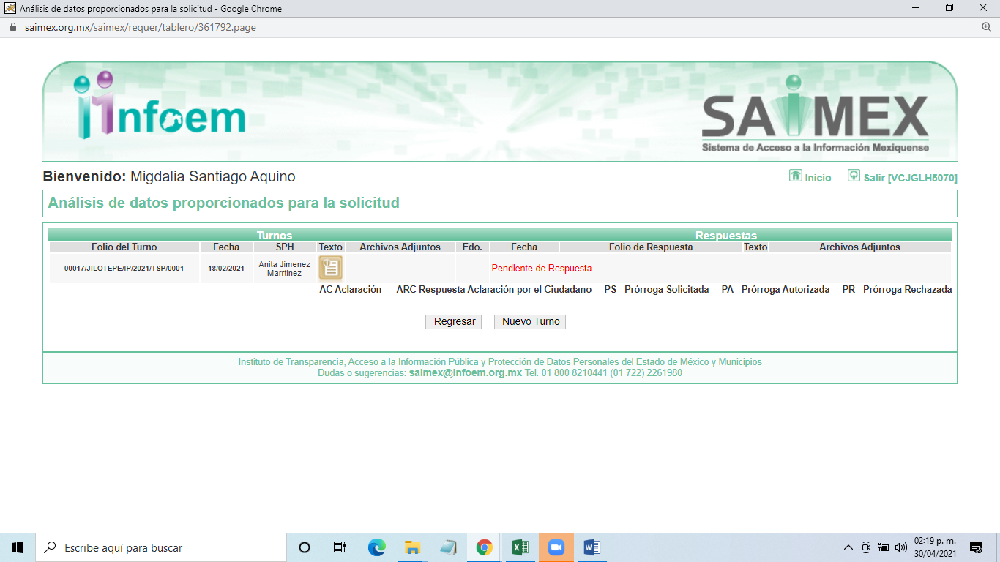 Análisis de datos proporcionados para la solicitud - Google Chrome
saimex.org.mx/saimex/requer/tablero/361792.page
infoem
SAIMEX
Sistema de Acceso a la Información Mexiquense
Bienvenido: Migdalia Santiago Aquino
Inicio Salir [VCJGLH5070]
Análisis de datos proporcionados para la solicitud
Turnos Respuestas
Folio del Turno Fecha SPH Texto Archivos Adjuntos Edo. Fecha Folio de Respuesta Texto Archivos Adjuntos
00017/JILOTEPE/IP/2021/TSP/0001 18/02/2021 Anita Jimenez Pendiente de Respuesta
Marrtinez
AC Aclaración ARC Respuesta Aclaración por el Ciudadano PS - Prórroga Solicitada PA - Prórroga Autorizada PR - Prórroga Rechazada
Regresar Nuevo Turno
Instituto de Transparencia, Acceso a la Información Pública y Protección de Datos Personales del Estado de México y Municipios
Dudas o sugerencias: saimex@infoem.org.mx Tel. 01 800 8210441 (01 722) 2261980
Escribe aquí para buscar
02:19 p. m.
30/04/2021